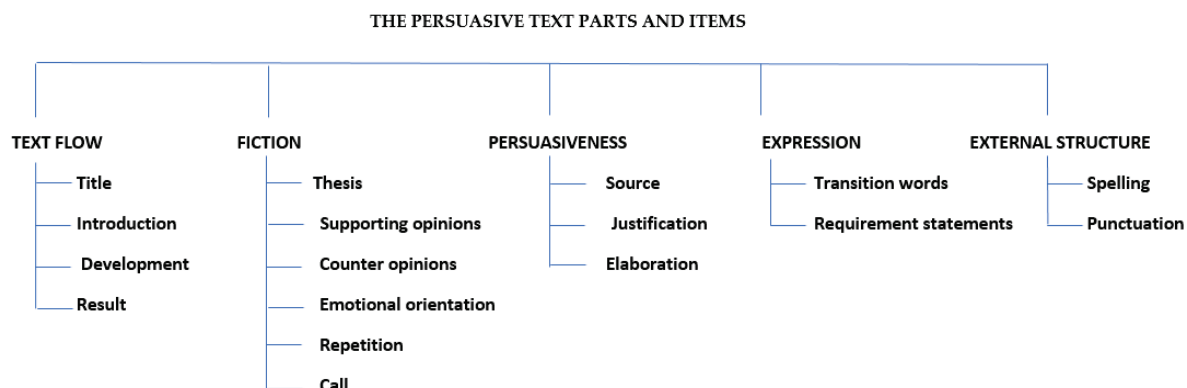 THE PERSUASIVE TEXT PARTS AND ITEMS
TEXT FLOW
Title
Introduction
Development
Result
FICTION
Thesis
Supporting opinions
Counter opinions
Emotional orientation
Repetition
Call
PERSUASIVENESS
Source
Justification
Elaboration
EXPRESSION
Transition words
Requirement statements
EXTERNAL STRUCTURE
Spelling
Punctuation